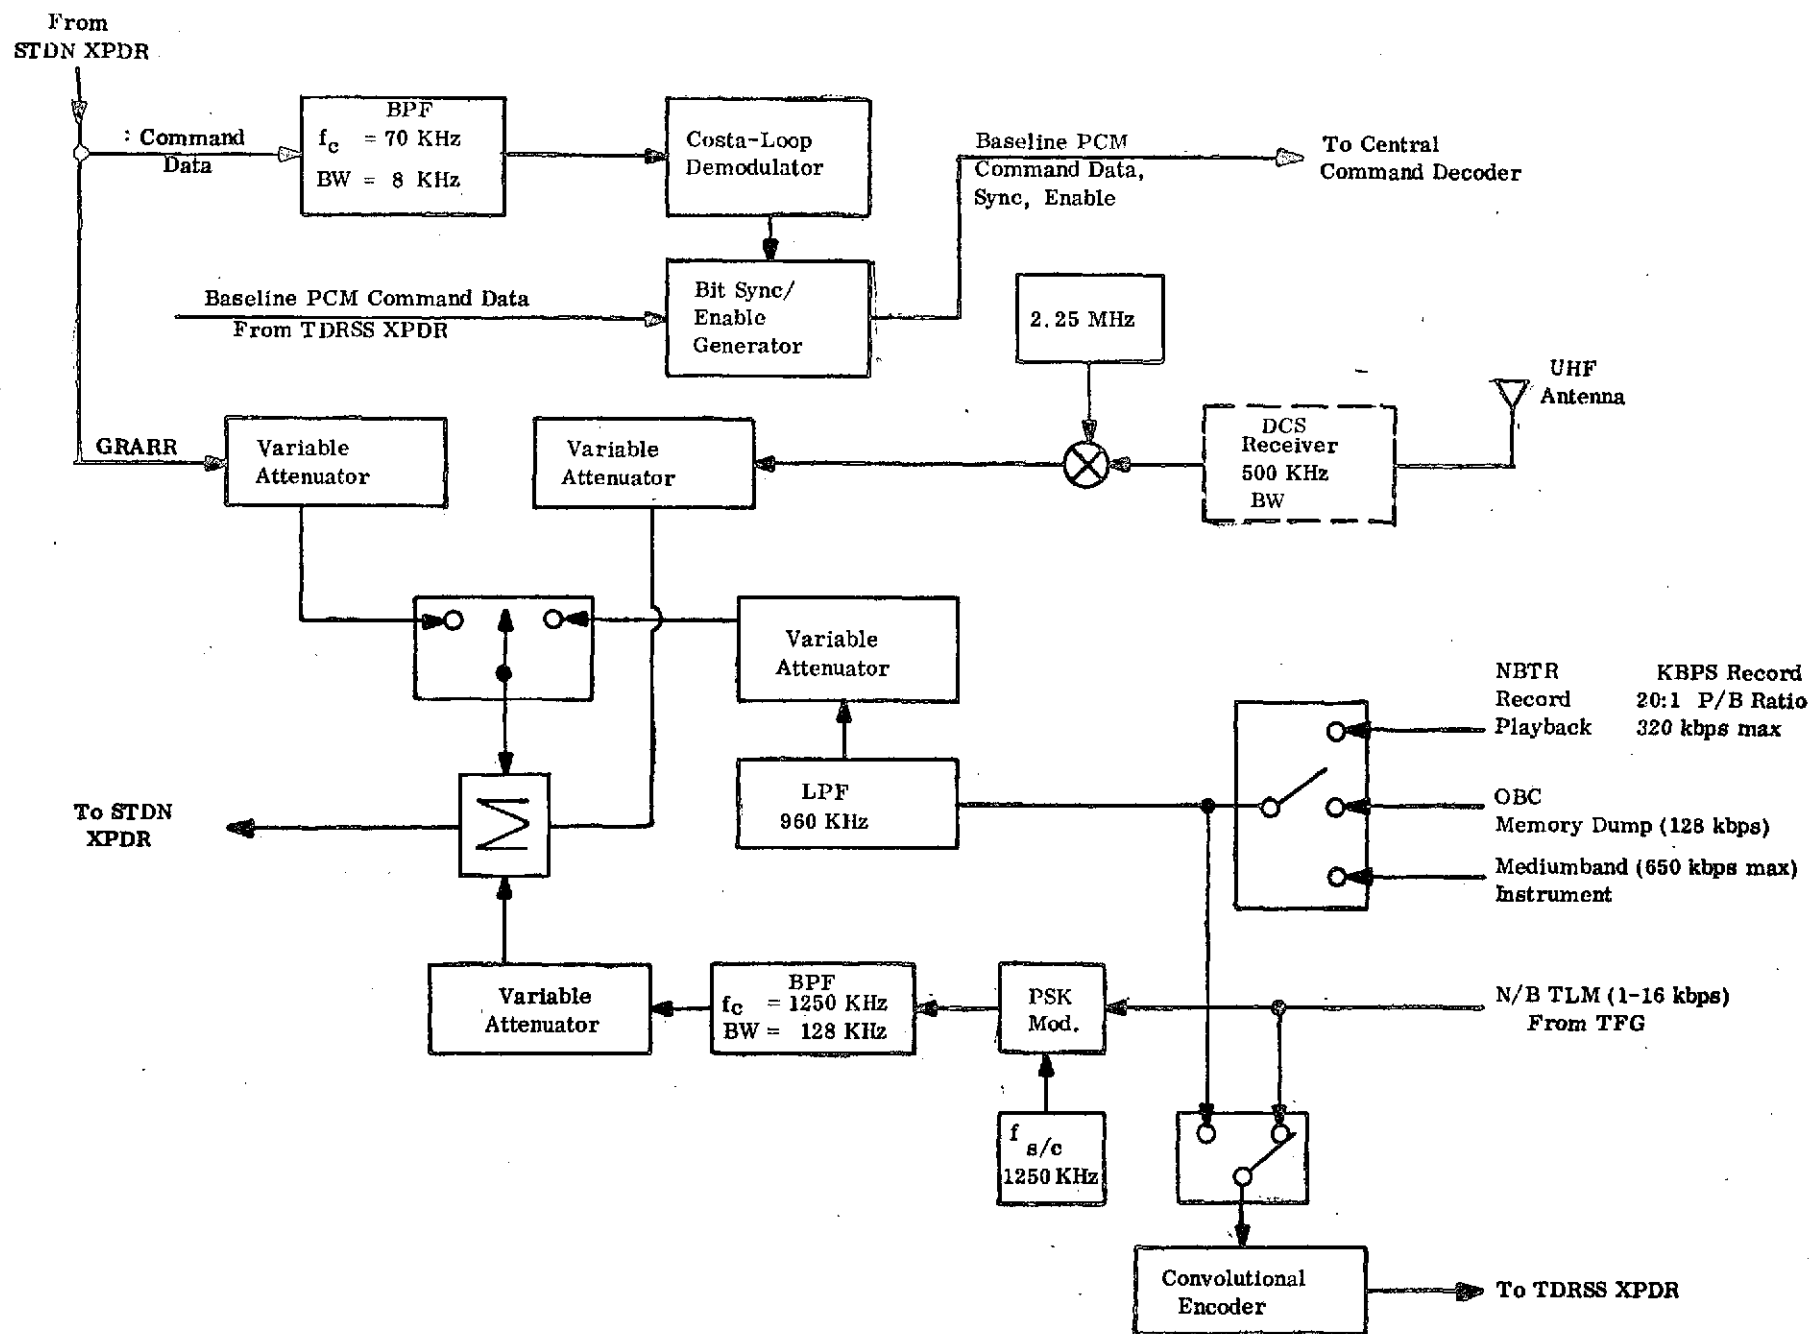 From
STDN XPDR
: Command
Data
BPF
fc = 70 KHz
BW = 8 KHz
Costa-Loop
Demodulator
Baseline PCM
Command Data,
Sync, Enable
To Central
Command Decoder
Baseline PCM Command Data
From TDRSS XPDR
Bit Sync/
Enable
Generator
2.25 MHz
UHF
Antenna
GRARR
Variable
Attenuator
Variable
Attenuator
DCS
Receiver
500 KHz
BW
Variable
Attenuator
NBTR KBPS Record
Record 20:1 P/B Ratio
Playback 320 kbps max
LPF
960 KHz
To STDN
XPDR
Σ
OBC
Memory Dump (128 kbps)
Mediumband (650 kbps max)
Instrument
Variable
Attenuator
BPF
fc = 1250 KHz
BW = 128 KHz
PSK
Mod.
N/B TLM (1-16 kbps)
From TFG
f s/c
1250 KHz
Convolutional
Encoder
To TDRSS XPDR